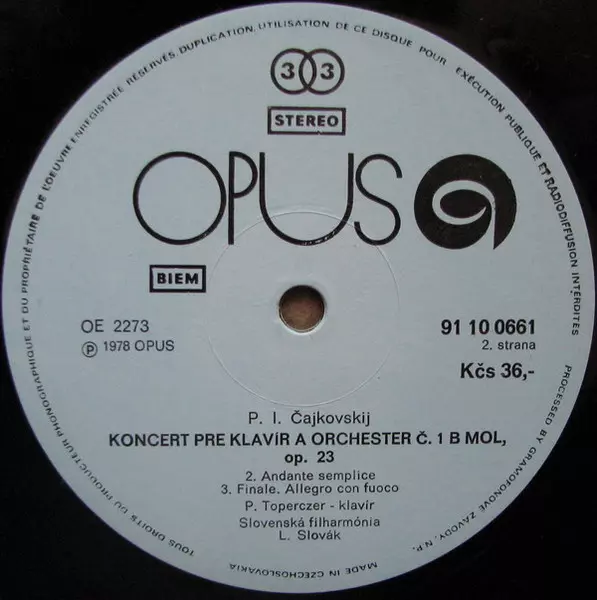 TOUS DROITS DU PRODUCTEUR PHONOGRAPHIQUE ET DU PROPRIÉTAIRE DE L'OEUVRE ENREGISTRÉE RÉSERVÉS. DUPLICATION, UTILISATION DE CE DISQUE POUR EXÉCUTION PUBLIQUE ET RADIODIFFUSION INTERDITES
33
STEREO
OPUS
BIEM
OE 2273
Ⓟ 1978 OPUS
91 10 0661
2. strana
Kčs 36,-
P. I. Čajkovskij
KONCERT PRE KLAVÍR A ORCHESTER Č. 1 B MOL,
op. 23
2. Andante semplice
3. Finale. Allegro con fuoco
P. Toperczer - klavír
Slovenská filharmónia
L. Slovák
PROCESSED BY GRAMOFONOVÉ ZÁVODY, N.P.
MADE IN CZECHOSLOVAKIA